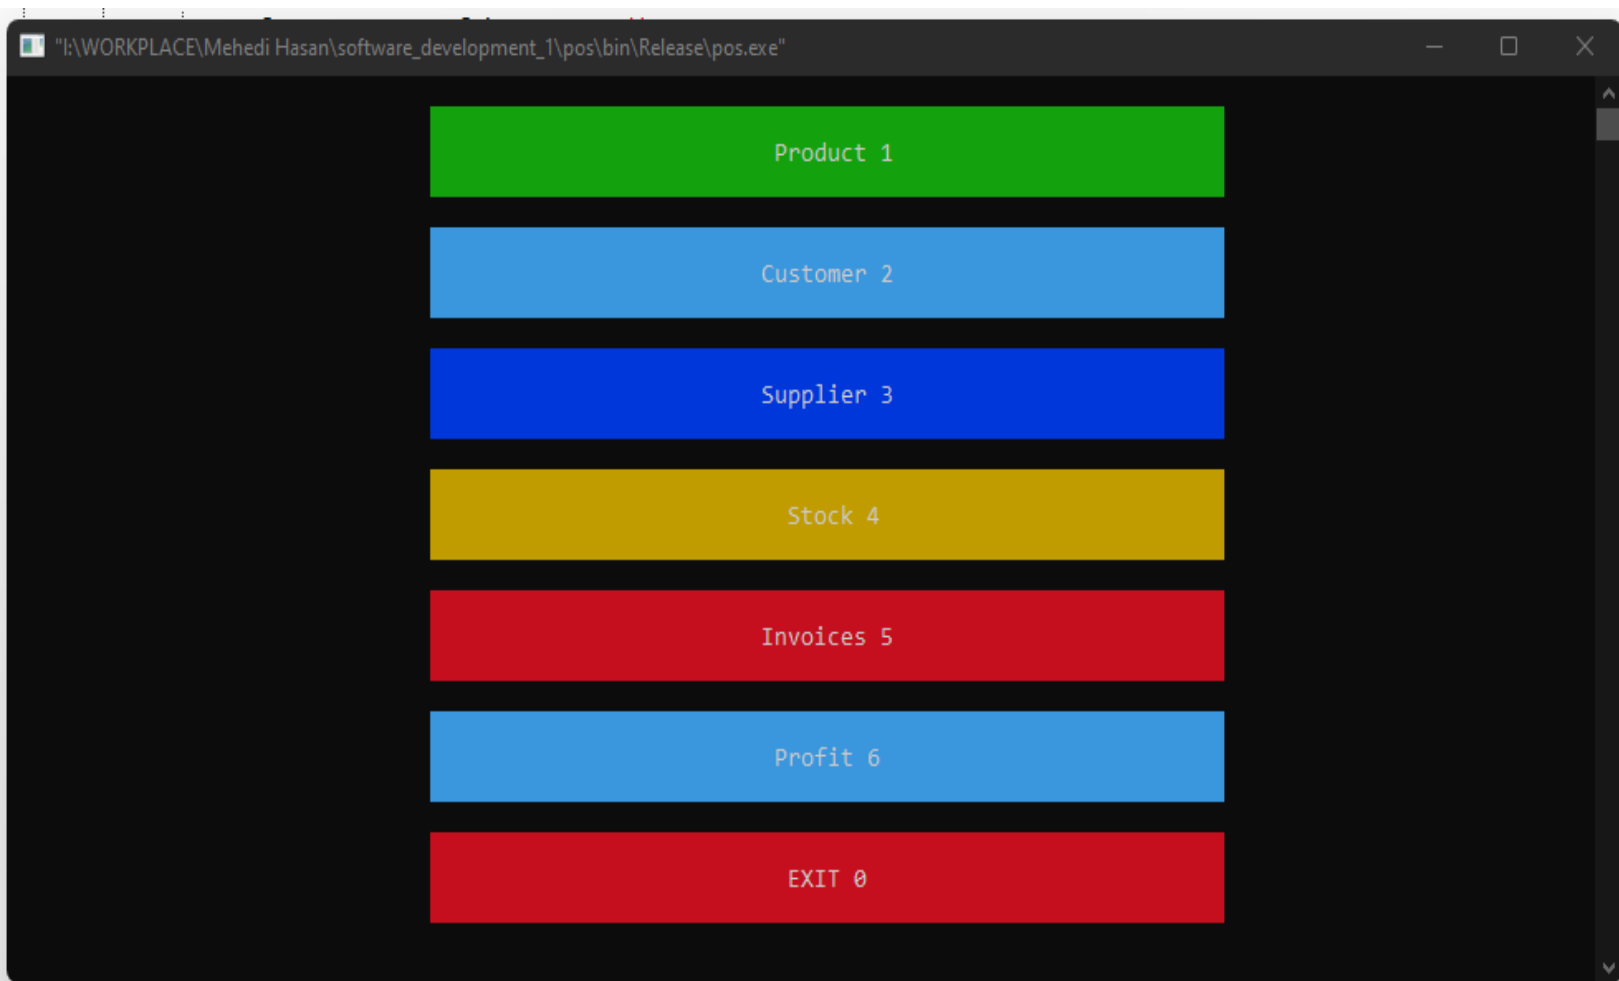 "I:\WORKPLACE\Mehedi Hasan\software_development_1\pos\bin\Release\pos.exe"
Product 1
Customer 2
Supplier 3
Stock 4
Invoices 5
Profit 6
EXIT 0